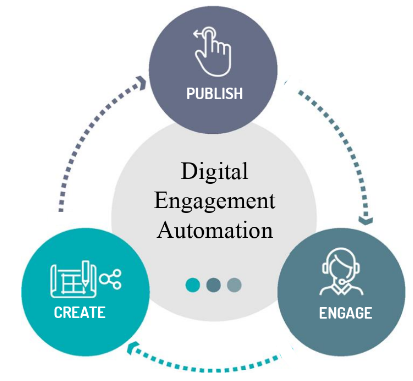 PUBLISH
Digital
Engagement
Automation
CREATE
ENGAGE